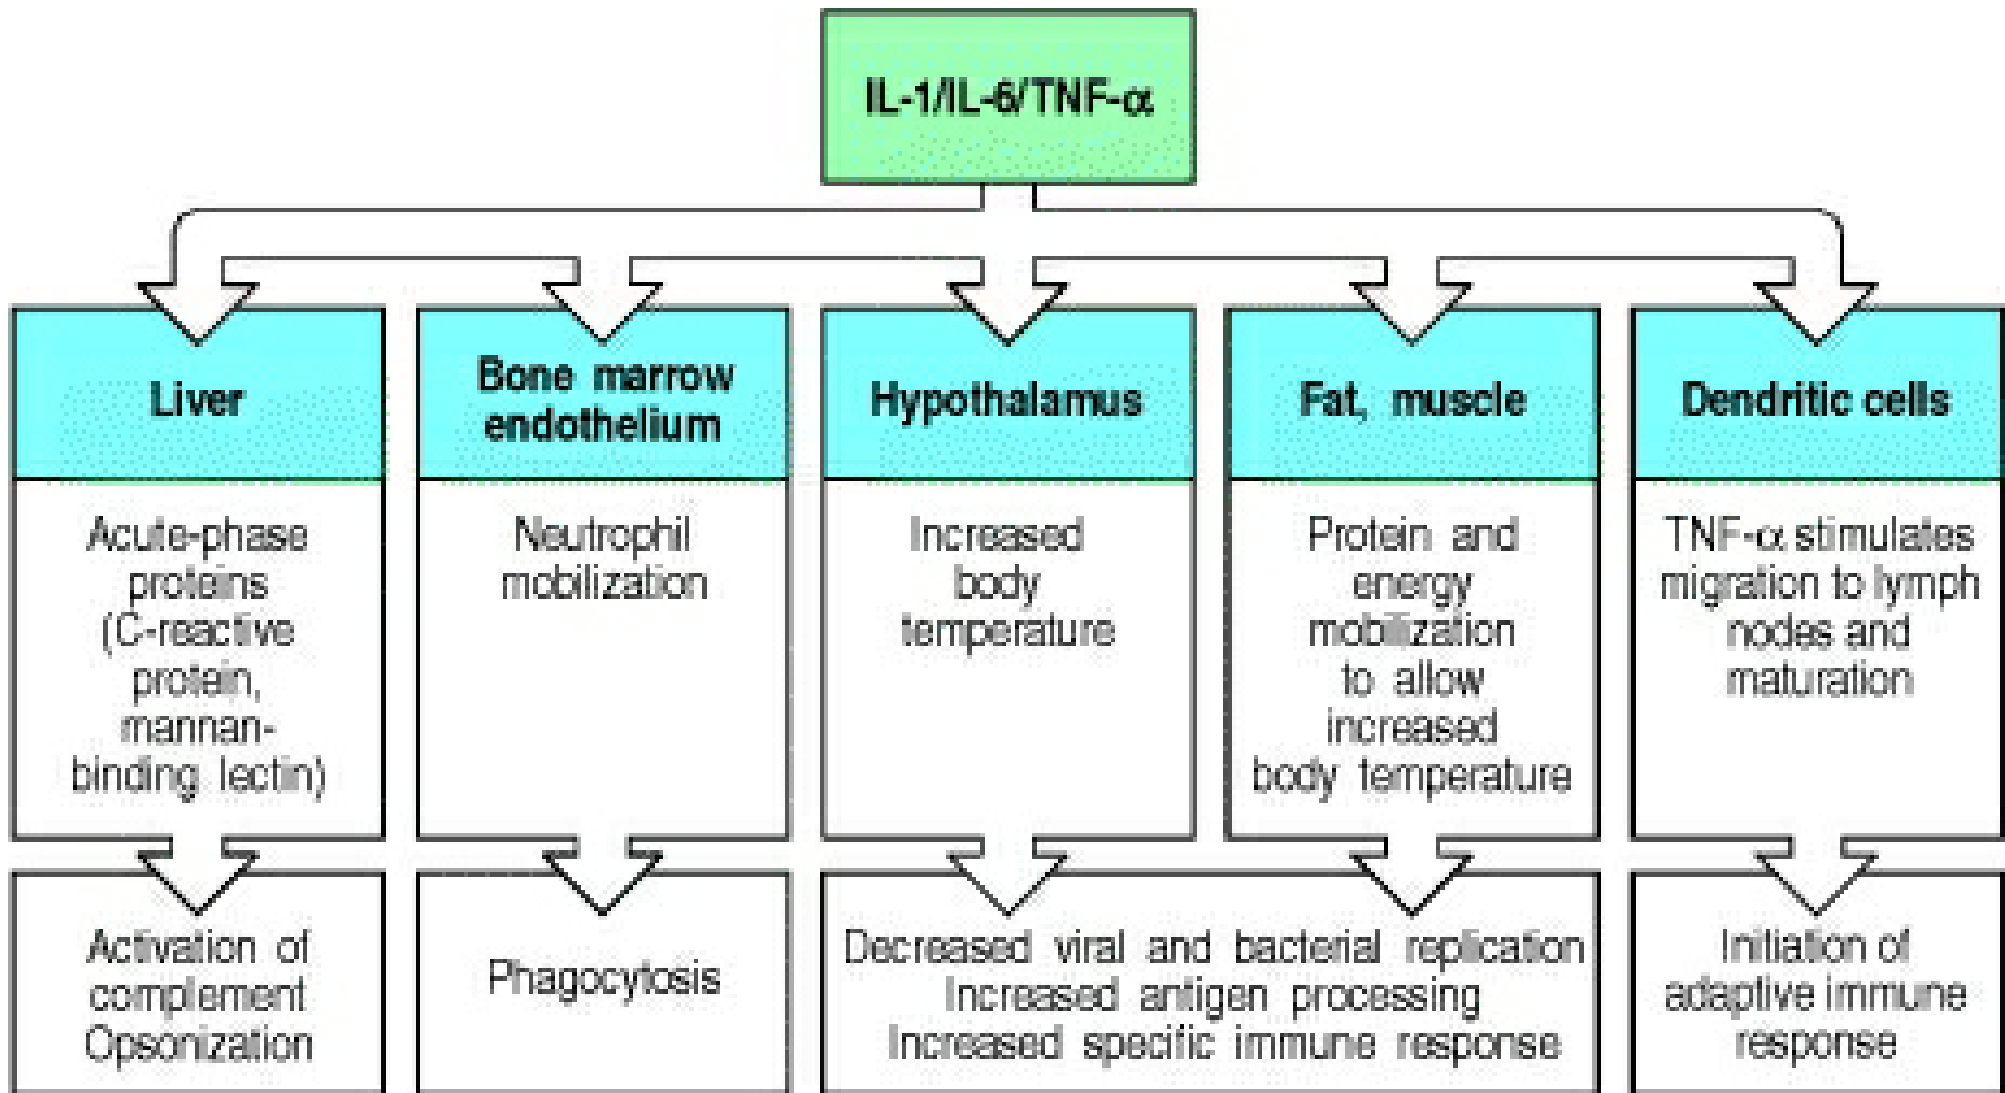 IL-1/IL-6/TNF-α
Liver
Acute-phase
proteins
(C-reactive
protein,
mannan-
binding lectin)
Activation of
complement
Opsonization
Bone marrow
endothelium
Neutrophil
mobilization
Phagocytosis
Hypothalamus
Increased
body
temperature
Fat, muscle
Protein and
energy
mobilization
to allow
increased
body temperature
Decreased viral and bacterial replication
Increased antigen processing
Increased specific immune response
Dendritic cells
TNF-α stimulates
migration to lymph
nodes and
maturation
Initiation of
adaptive immune
response